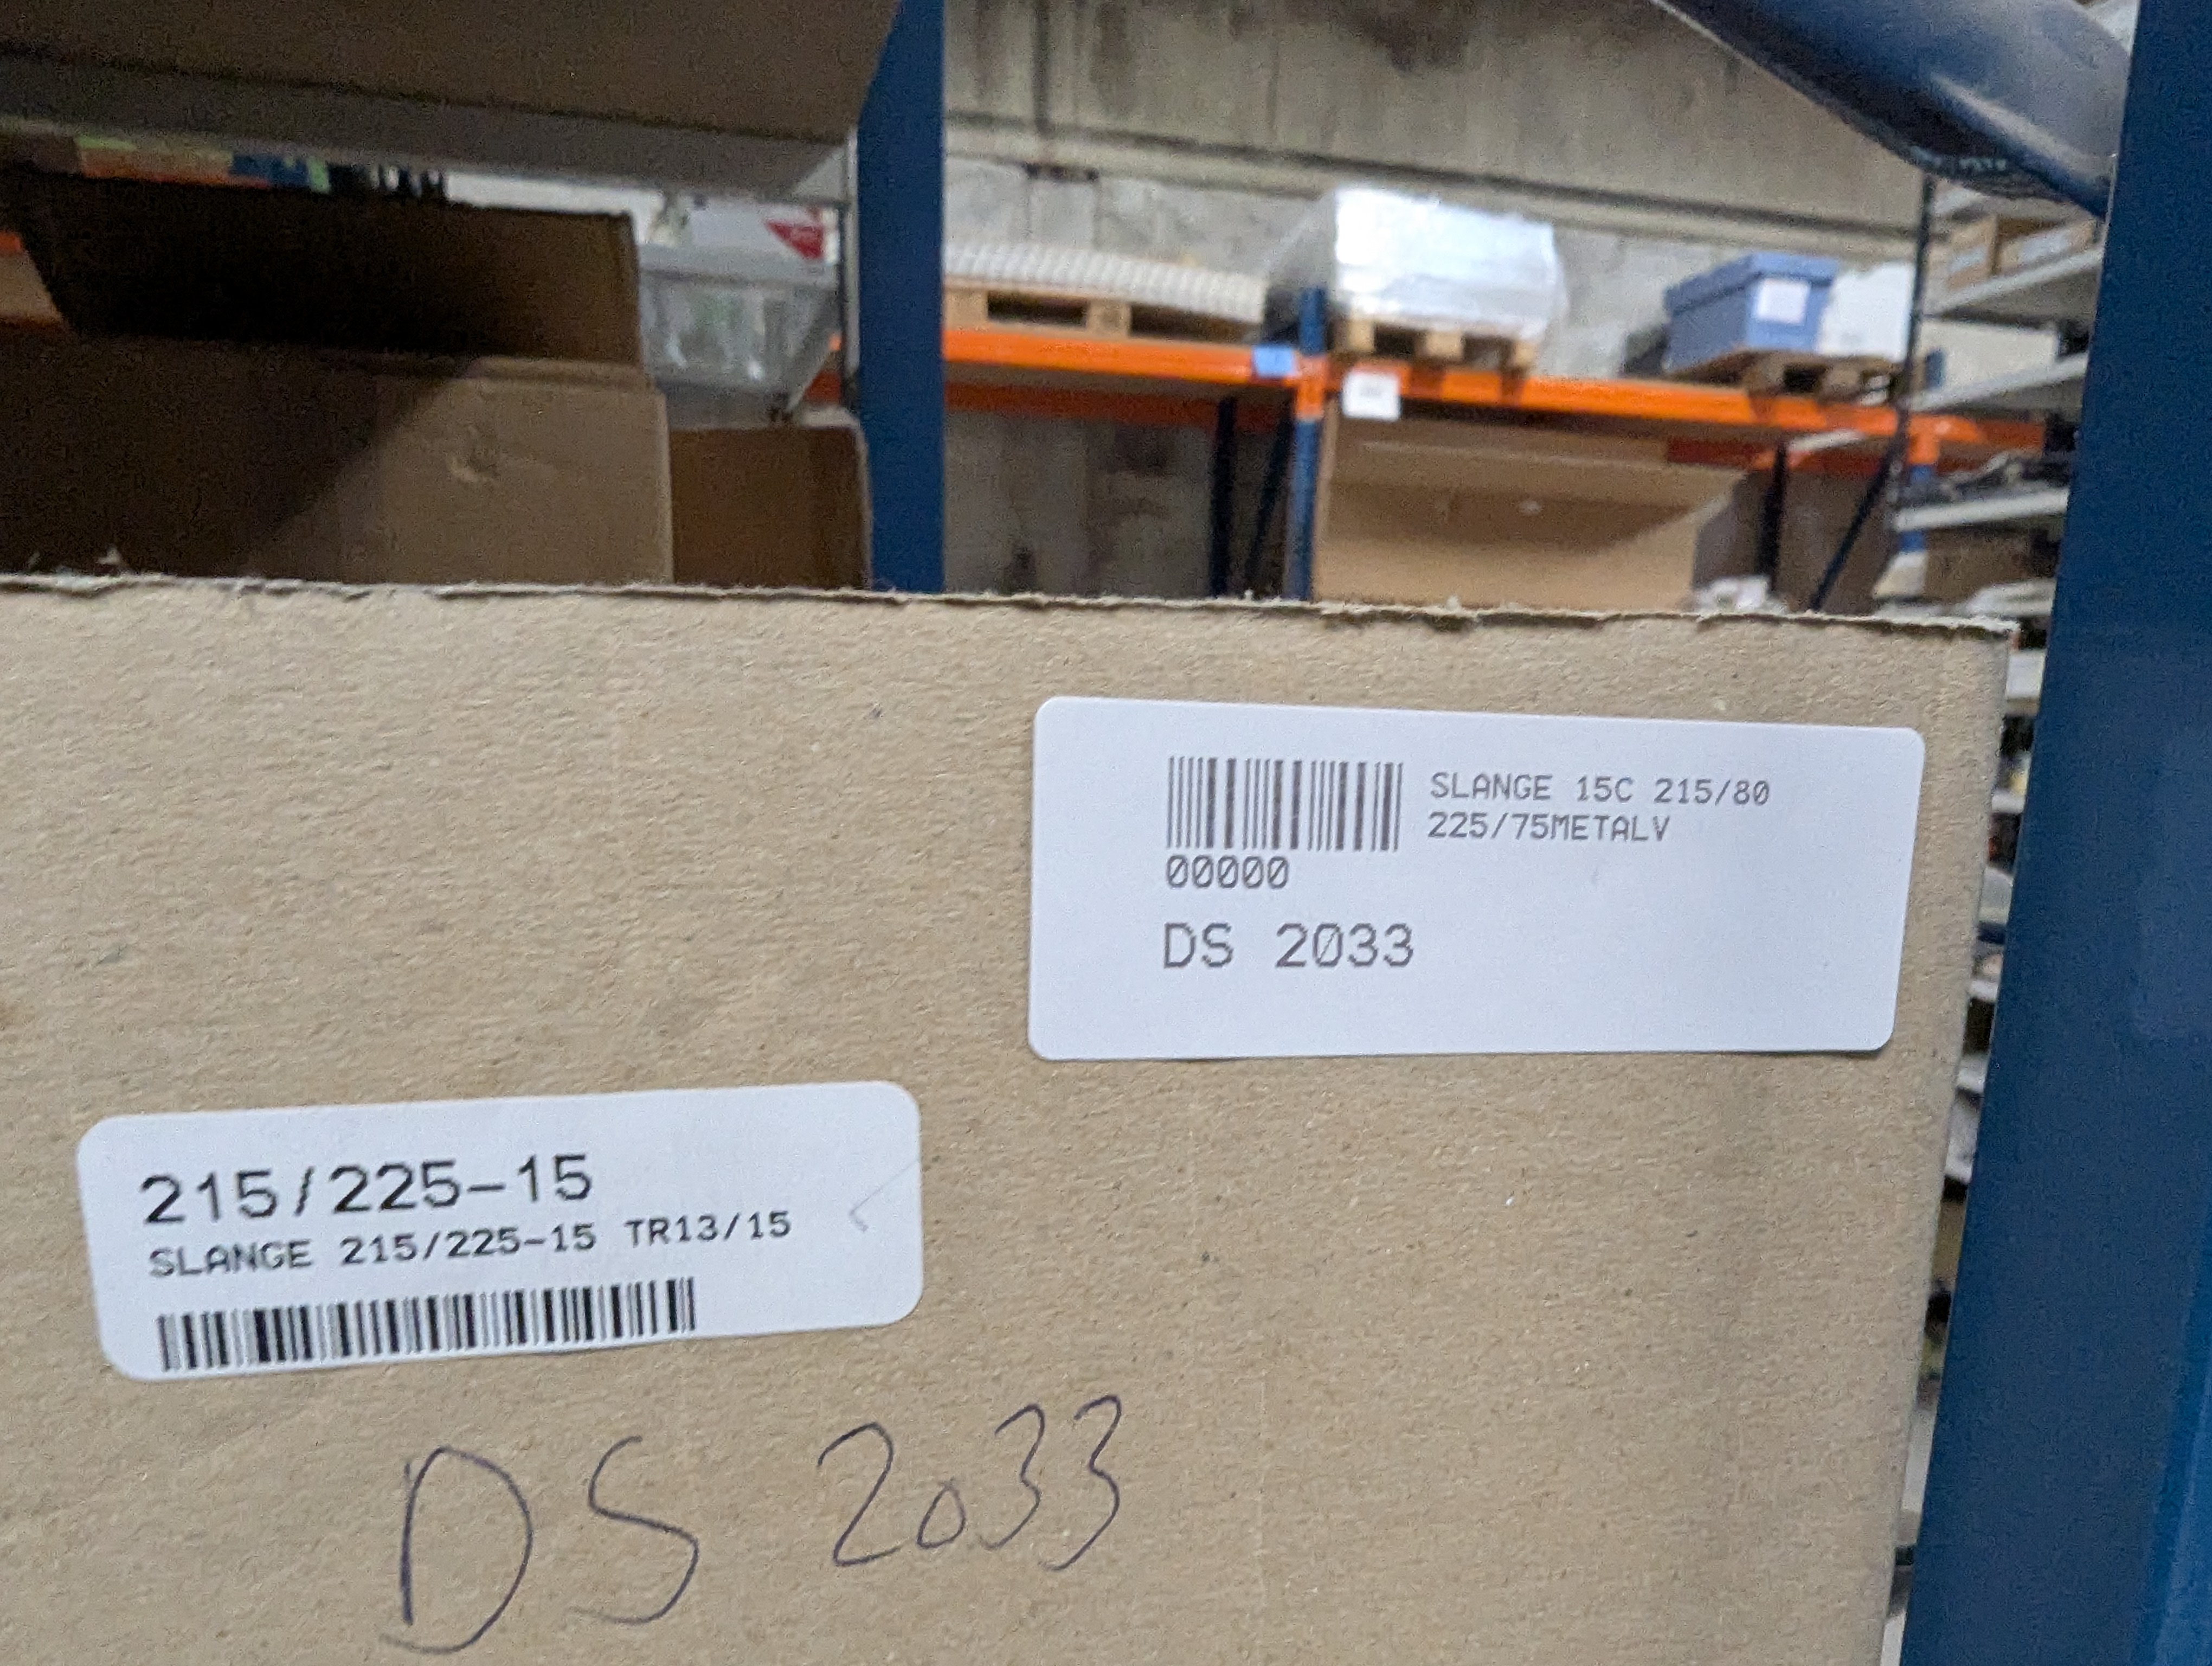 SLANGE 15C 215/80
225/75METALV
00000
DS 2033
215/225-15
SLANGE 215/225-15 TR13/15
DS 2033